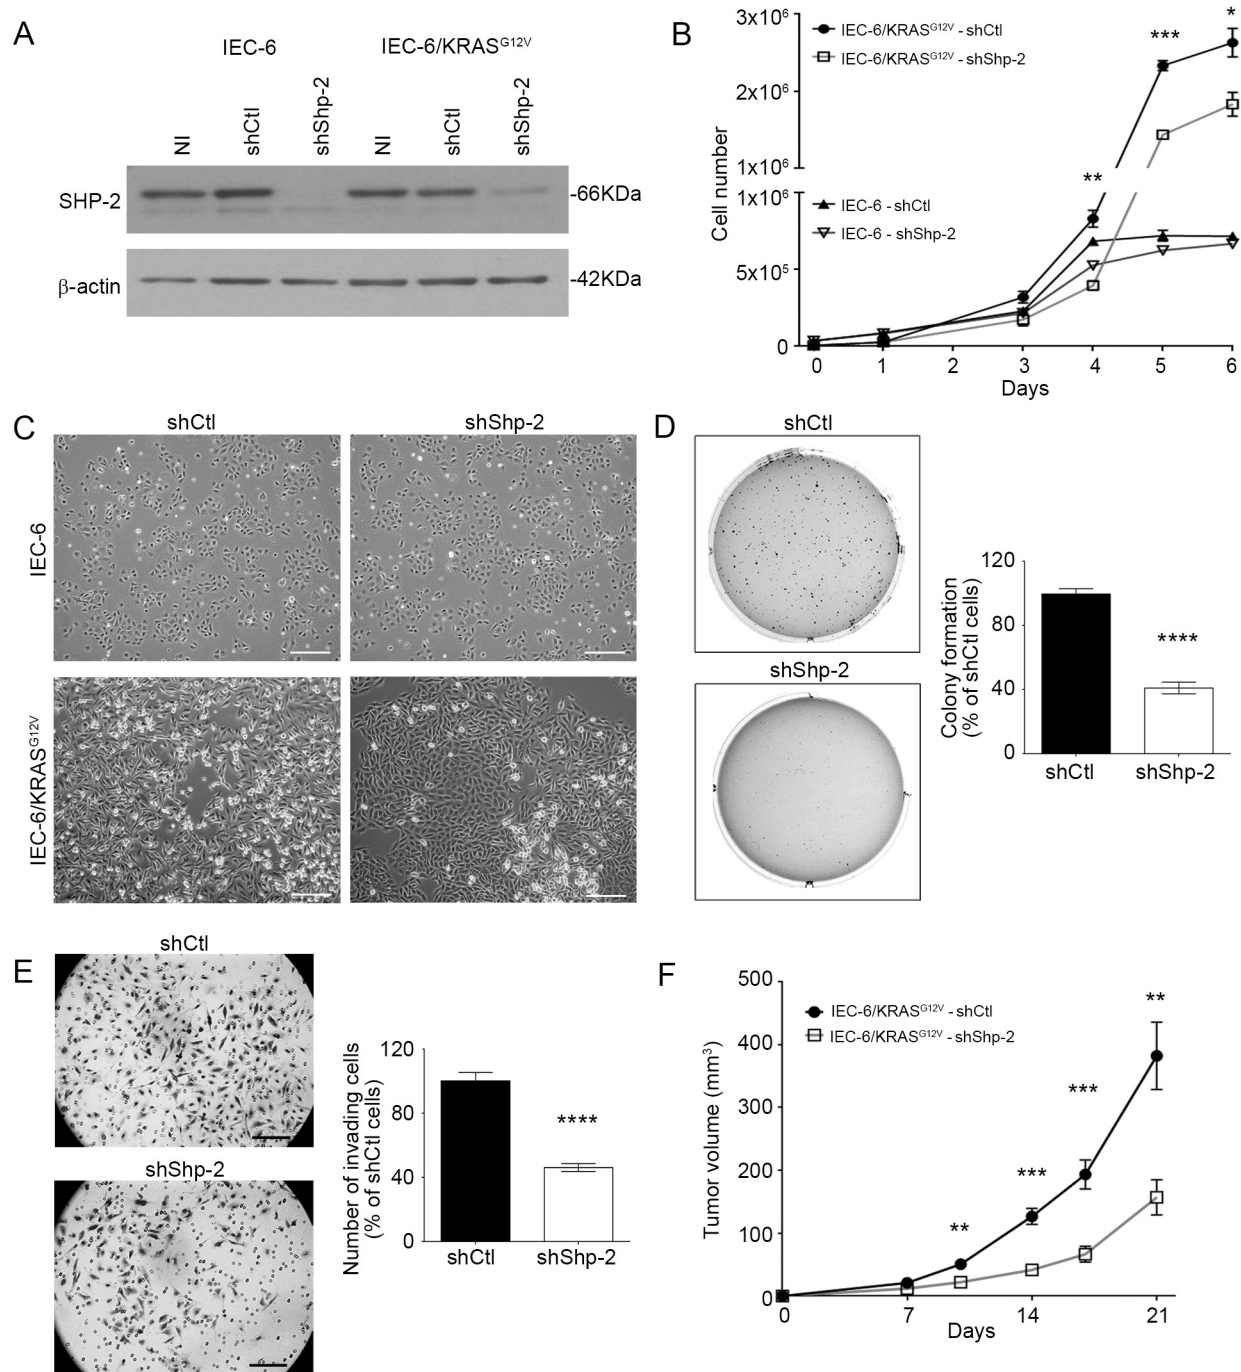 A
IEC-6
IEC-6/KRASG12V
NI
shCtl
shShp-2
NI
shCtl
shShp-2
SHP-2
-66KDa
β-actin
-42KDa
B
IEC-6/KRASG12V - shCtl
IEC-6/KRASG12V - shShp-2
IEC-6 - shCtl
IEC-6 - shShp-2
Cell number
3x10⁶
2x10⁶
1x10⁶
1x10⁶
5x10⁵
0
**
***
*
0 1 2 3 4 5 6
Days
C
shCtl
shShp-2
IEC-6
IEC-6/KRASG12V
D
shCtl
shShp-2
Colony formation
(% of shCtl cells)
120
80
40
0
****
shCtl shShp-2
E
shCtl
shShp-2
Number of invading cells
(% of shCtl cells)
120
80
40
0
****
shCtl shShp-2
F
IEC-6/KRASG12V - shCtl
IEC-6/KRASG12V - shShp-2
Tumor volume (mm³)
500
400
300
200
100
0
**
***
***
**
0 7 14 21
Days